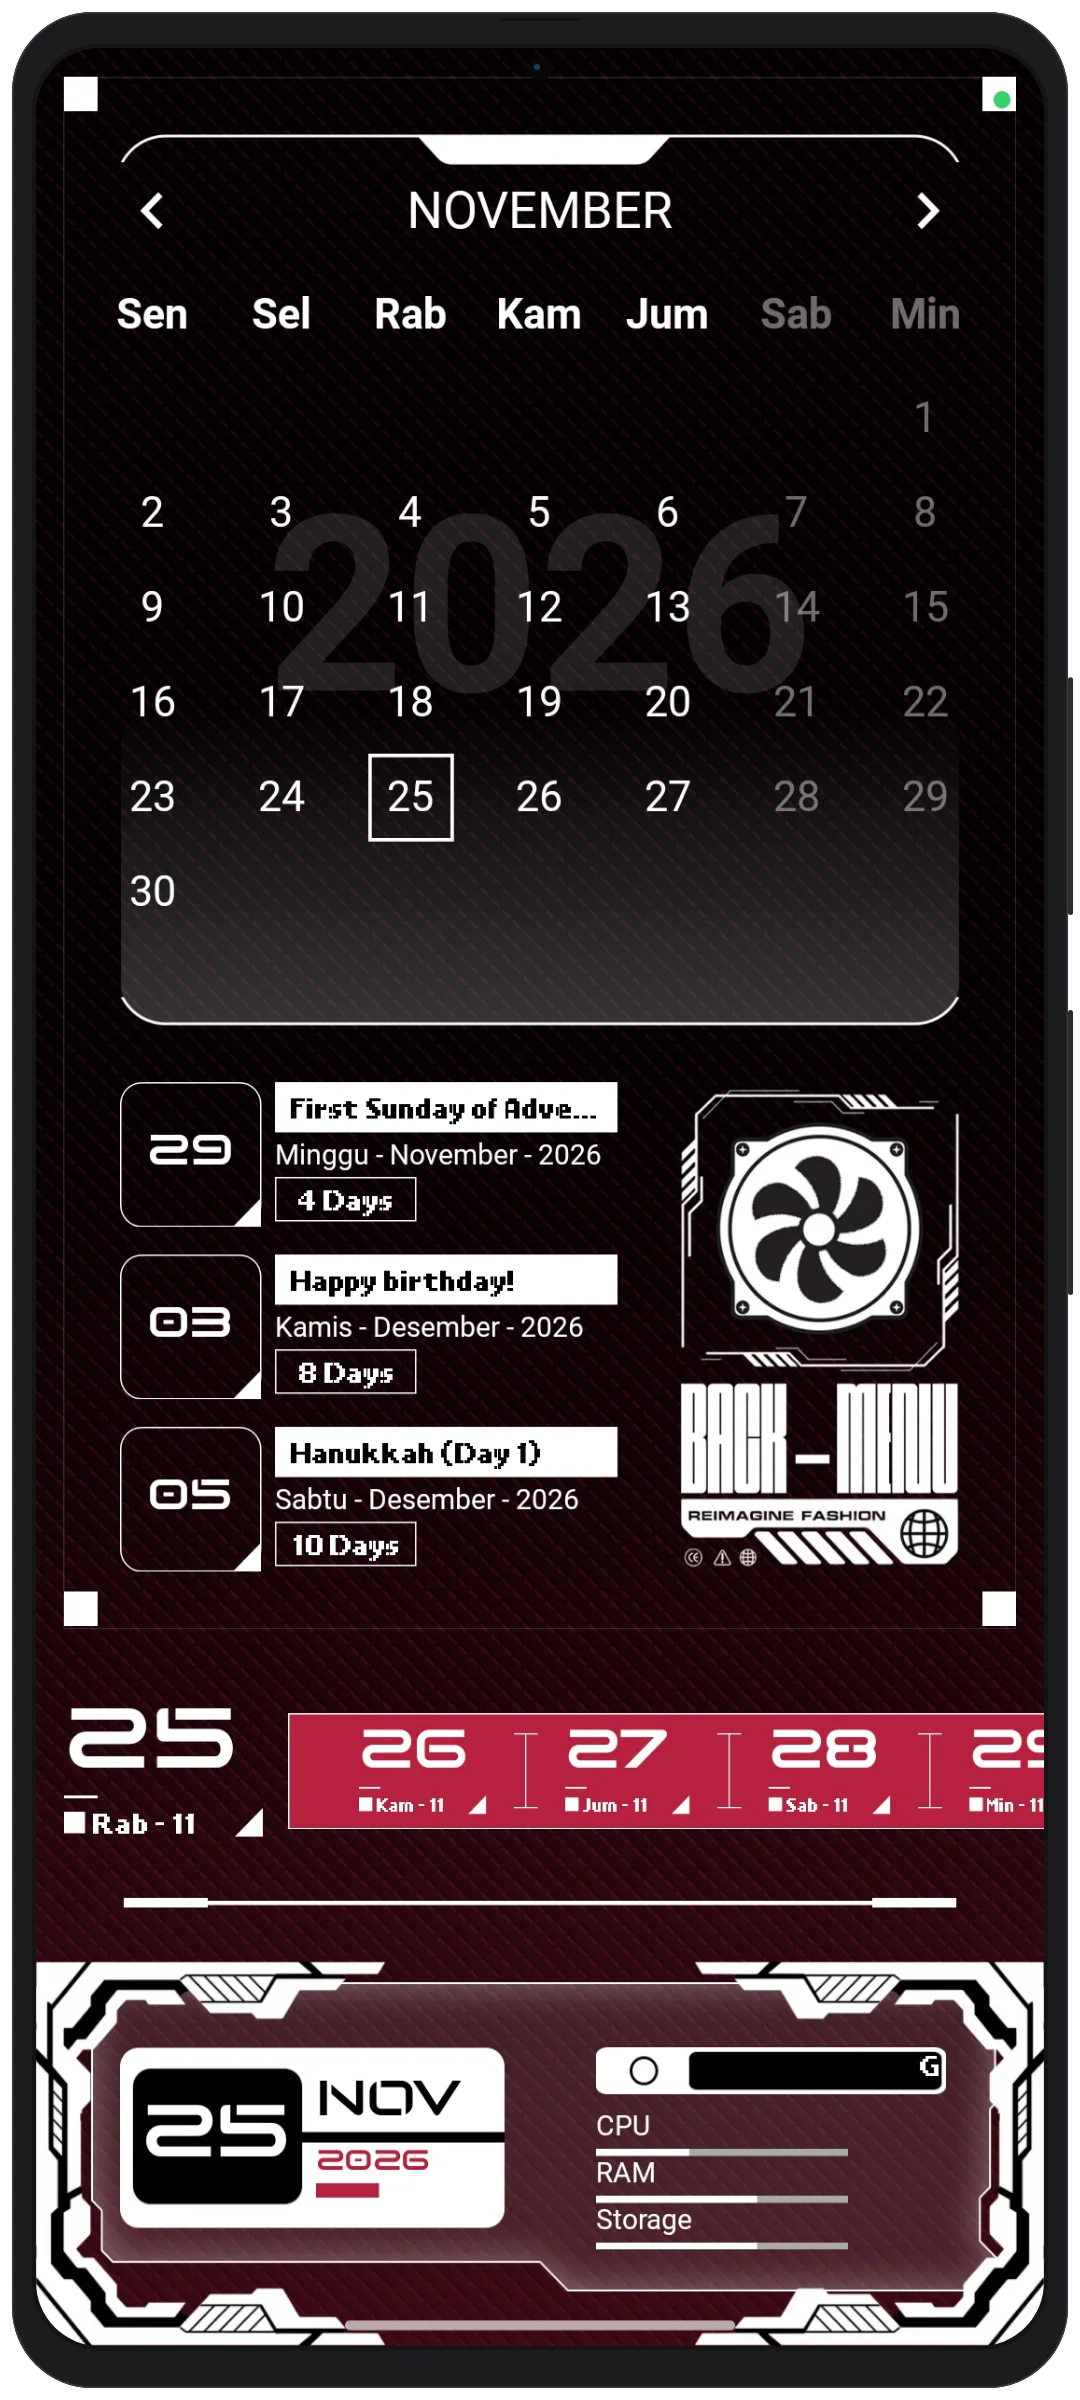 NOVEMBER
Sen Sel Rab Kam Jum Sab Min
1
2 3 4 5 6 7 8
2026
9 10 11 12 13 14 15
16 17 18 19 20 21 22
23 24 25 26 27 28 29
30
29
First Sunday of Adve...
Minggu - November - 2026
4 Days
03
Happy birthday!
Kamis - Desember - 2026
8 Days
05
Hanukkah (Day 1)
Sabtu - Desember - 2026
10 Days
BACK - MENUU
REIMAGINE FASHION
CE
25
Rab - 11
26
Kam - 11
27
Jum - 11
28
Sab - 11
29
Min - 11
25
NOV
2026
G
CPU
RAM
Storage